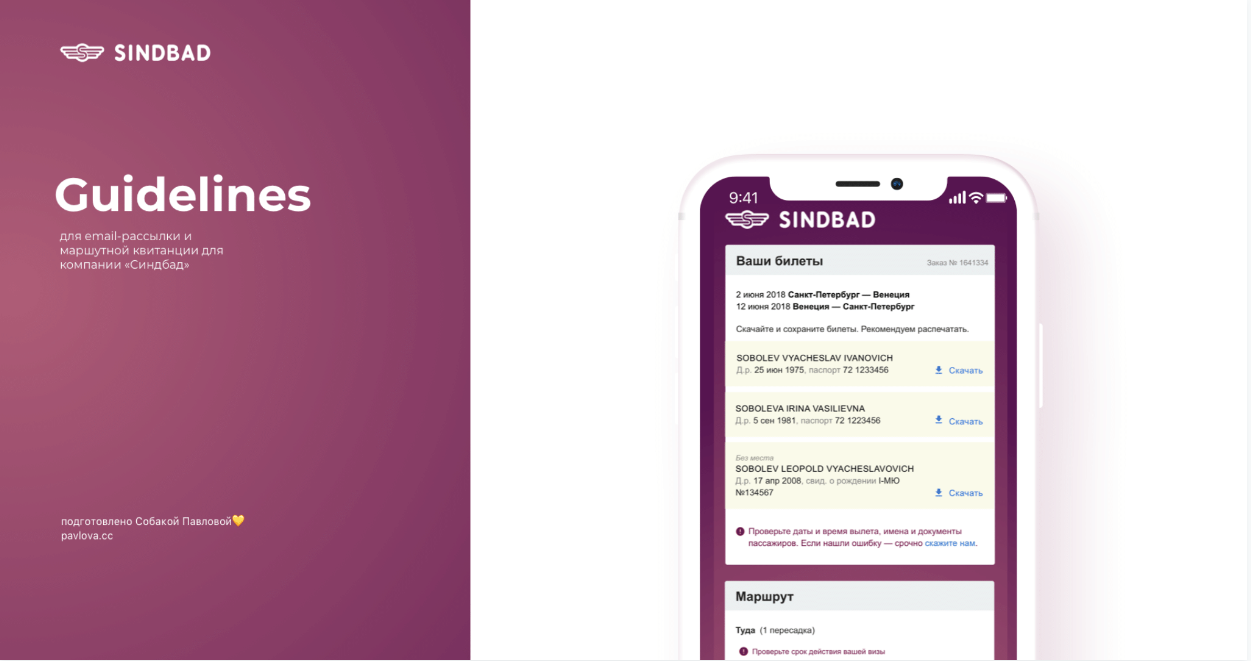 SINDBAD
Guidelines
для email-рассылки и
маршрутной квитанции для
компании «Синдбад»
подготовлено Собакой Павловой💛
pavlova.cc
9:41
SINDBAD
Ваши билеты
Заказ № 1641334
2 июня 2018 Санкт-Петербург — Венеция
12 июня 2018 Венеция — Санкт-Петербург
Скачайте и сохраните билеты. Рекомендуем распечатать.
SOBOLEV VYACHESLAV IVANOVICH
Д.р. 25 июн 1975, паспорт 72 1233456
Скачать
SOBOLEVA IRINA VASILIEVNA
Д.р. 5 сен 1981, паспорт 72 1223456
Скачать
Без места
SOBOLEV LEOPOLD VYACHESLAVOVICH
Д.р. 17 апр 2008, свид. о рождении I-МЮ
№134567
Скачать
Проверьте даты и время вылета, имена и документы
пассажиров. Если нашли ошибку — срочно скажите нам.
Маршрут
Туда (1 пересадка)
Проверьте срок действия вашей визы